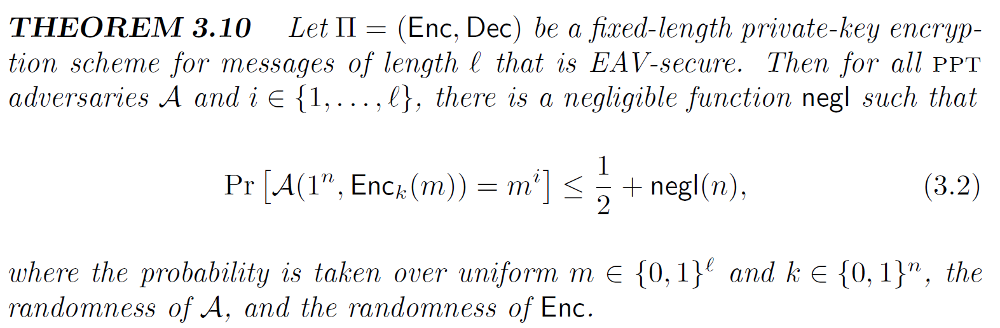 THEOREM 3.10 Let Π = (Enc, Dec) be a fixed-length private-key encryp-
tion scheme for messages of length ℓ that is EAV-secure. Then for all PPT
adversaries 𝒜 and i ∈ {1, . . . , ℓ}, there is a negligible function negl such that
Pr [𝒜(1ⁿ, Encₖ(m)) = mⁱ] ≤ 1/2 + negl(n), (3.2)
where the probability is taken over uniform m ∈ {0, 1}^ℓ and k ∈ {0, 1}ⁿ, the
randomness of 𝒜, and the randomness of Enc.